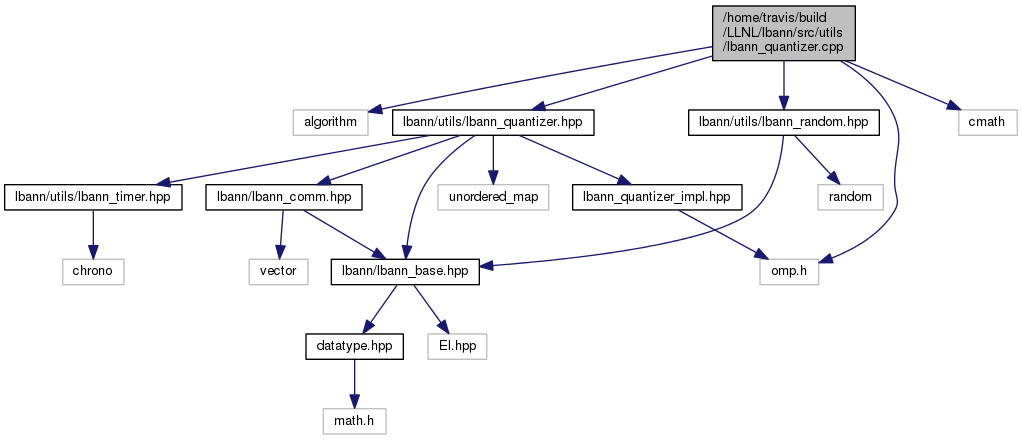 /home/travis/build
/LLNL/lbann/src/utils
/lbann_quantizer.cpp
algorithm
lbann/utils/lbann_quantizer.hpp
lbann/utils/lbann_random.hpp
cmath
lbann/utils/lbann_timer.hpp
lbann/lbann_comm.hpp
unordered_map
lbann_quantizer_impl.hpp
random
chrono
vector
lbann/lbann_base.hpp
omp.h
datatype.hpp
El.hpp
math.h